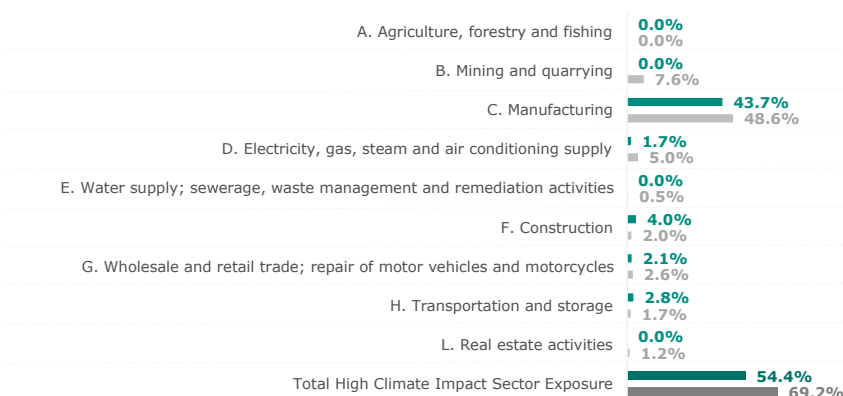 A. Agriculture, forestry and fishing 0.0%
0.0%
B. Mining and quarrying 0.0%
7.6%
C. Manufacturing 43.7%
48.6%
D. Electricity, gas, steam and air conditioning supply 1.7%
5.0%
E. Water supply; sewerage, waste management and remediation activities 0.0%
0.5%
F. Construction 4.0%
2.0%
G. Wholesale and retail trade; repair of motor vehicles and motorcycles 2.1%
2.6%
H. Transportation and storage 2.8%
1.7%
L. Real estate activities 0.0%
1.2%
Total High Climate Impact Sector Exposure 54.4%
69.2%